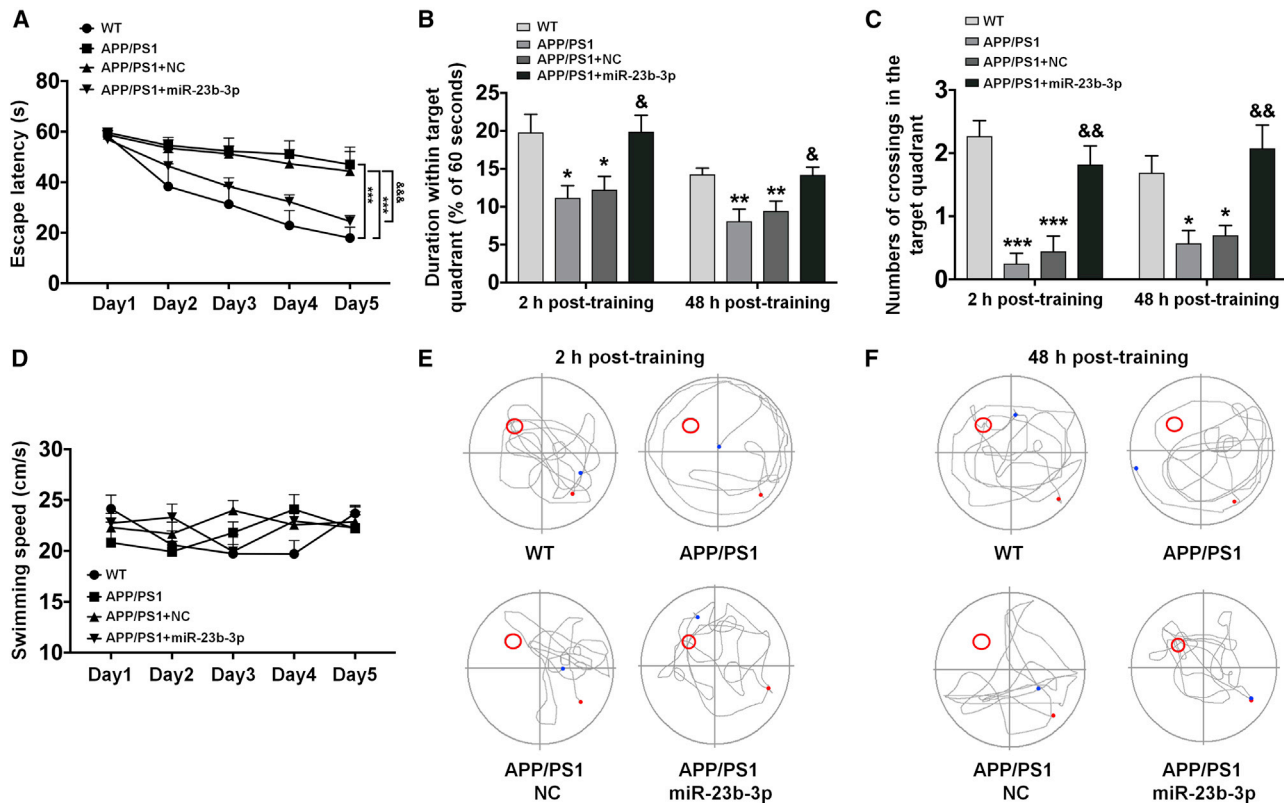 A
WT
APP/PS1
APP/PS1+NC
APP/PS1+miR-23b-3p
Escape latency (s)
80
60
40
20
0
Day1 Day2 Day3 Day4 Day5
***
***
&&&
B
WT
APP/PS1
APP/PS1+NC
APP/PS1+miR-23b-3p
Duration within target
quadrant (% of 60 seconds)
25
20
15
10
5
0
* * &
** ** &
2 h post-training 48 h post-training
C
WT
APP/PS1
APP/PS1+NC
APP/PS1+miR-23b-3p
Numbers of crossings in the
target quadrant
3
2
1
0
*** *** &&
* * &&
2 h post-training 48 h post-training
D
Swimming speed (cm/s)
30
25
20
15
10
WT
APP/PS1
APP/PS1+NC
APP/PS1+miR-23b-3p
Day1 Day2 Day3 Day4 Day5
E
2 h post-training
WT
APP/PS1
APP/PS1
NC
APP/PS1
miR-23b-3p
F
48 h post-training
WT
APP/PS1
APP/PS1
NC
APP/PS1
miR-23b-3p